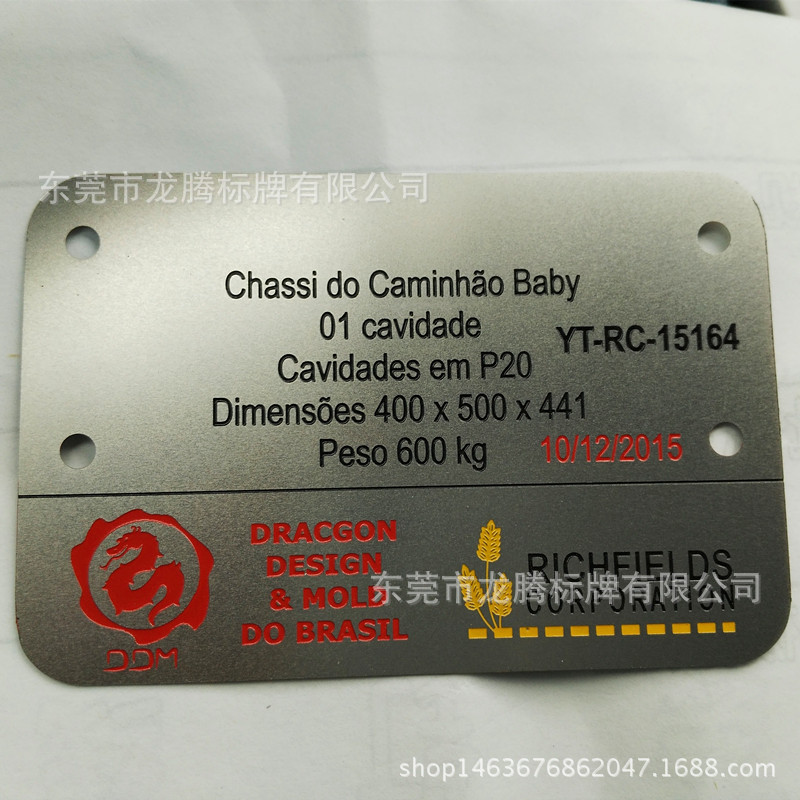 东莞市龙腾标牌有限公司
Chassi do Caminhão Baby
01 cavidade
YT-RC-15164
Cavidades em P20
Dimensões 400 x 500 x 441
Peso 600 kg
10/12/2015
DRACGON
DESIGN
& MOLD
DO BRASIL
DDM
RICHFIELDS
CORPORATION
东莞市龙腾标牌有限公司
shop1463676862047.1688.com